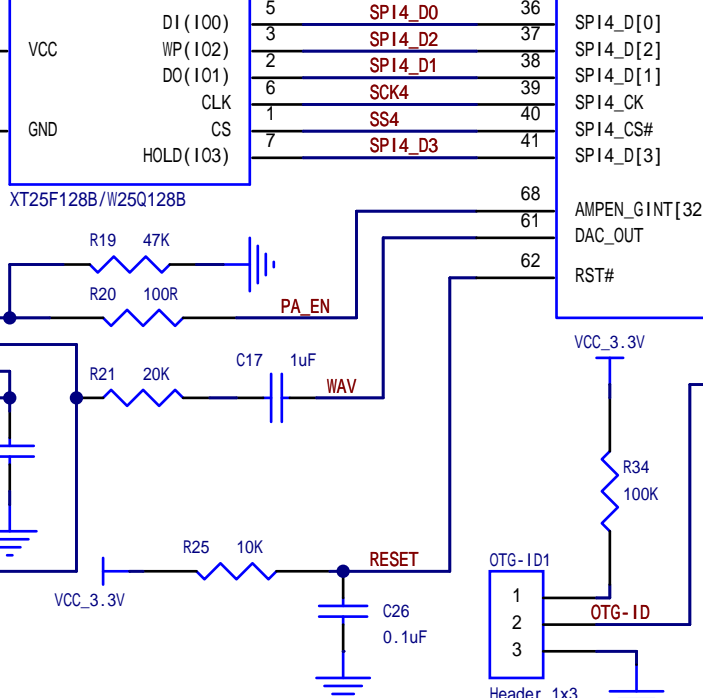 5 SPI4_D0 36
DI(IO0) SPI4_D[0]
3 SPI4_D2 37
VCC WP(IO2) SPI4_D[2]
2 SPI4_D1 38
DO(IO1) SPI4_D[1]
6 SCK4 39
CLK SPI4_CK
1 SS4 40
GND CS SPI4_CS#
7 SPI4_D3 41
HOLD(IO3) SPI4_D[3]
XT25F128B/W25Q128B
68
AMPEN_GINT[32
61
DAC_OUT
R19 47K
62
RST#
R20 100R
PA_EN
VCC_3.3V
C17 1uF
R21 20K
WAV
R34
100K
R25 10K
RESET
OTG-ID1
VCC_3.3V
1
C26
OTG-ID
2
0.1uF
3
Header 1x3